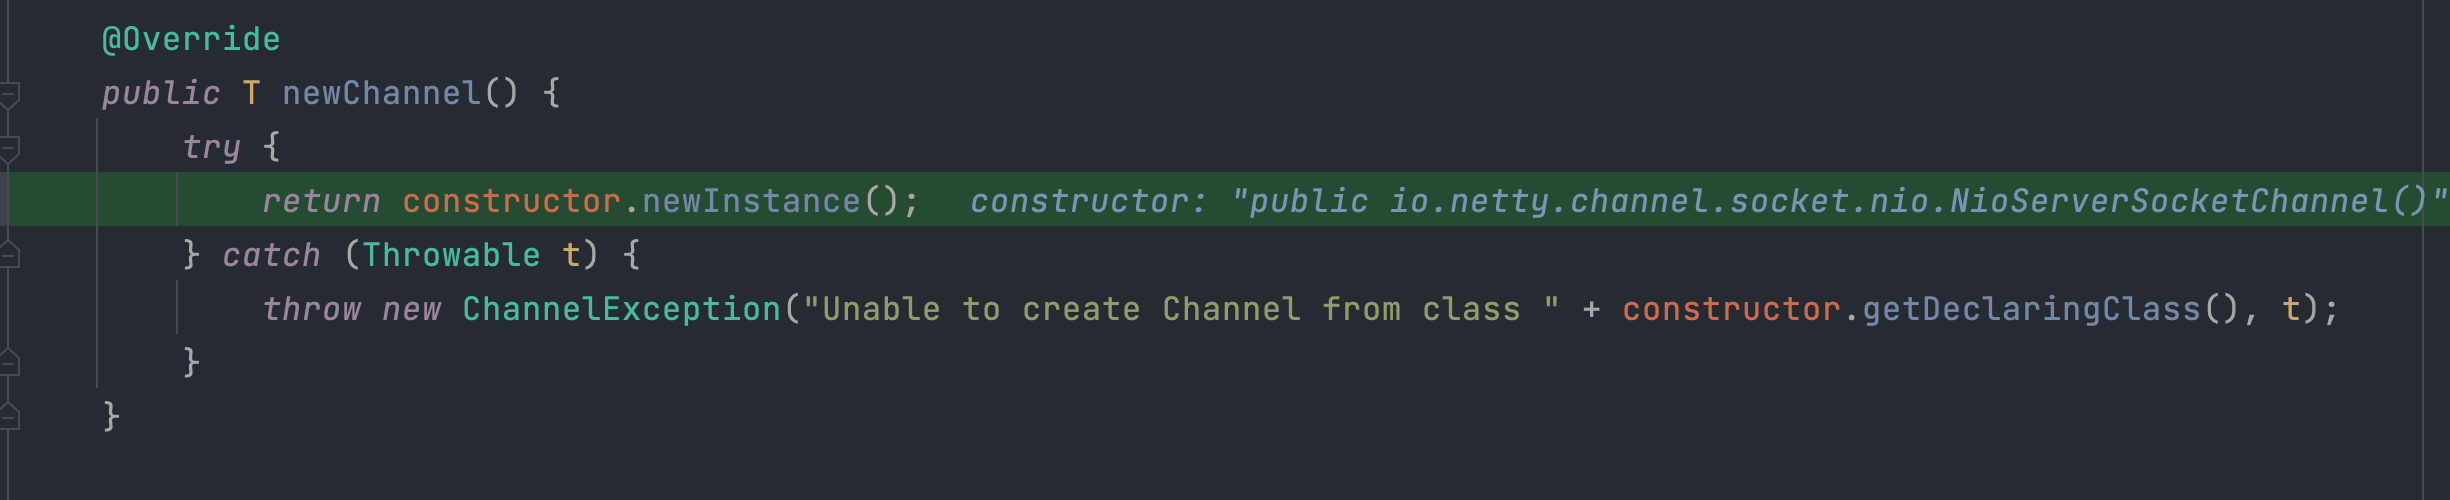 @Override
public T newChannel() {
try {
return constructor.newInstance(); constructor: "public io.netty.channel.socket.nio.NioServerSocketChannel()"
} catch (Throwable t) {
throw new ChannelException("Unable to create Channel from class " + constructor.getDeclaringClass(), t);
}
}